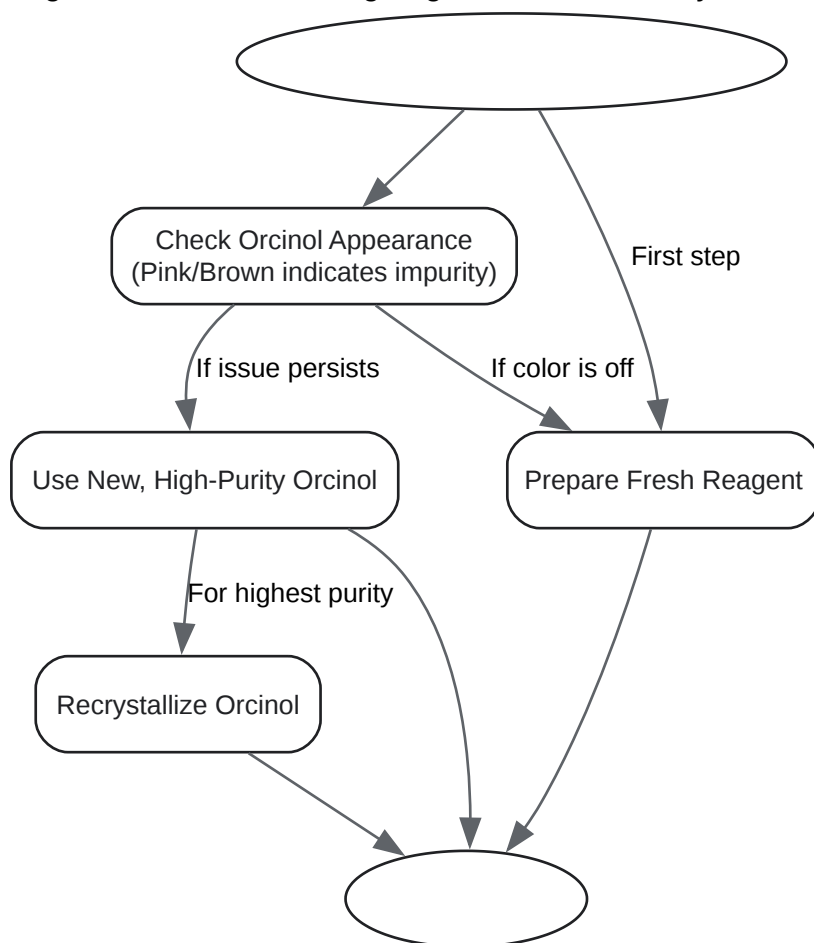 Check Orcinol Appearance
(Pink/Brown indicates impurity)
First step
If issue persists
If color is off
Use New, High-Purity Orcinol
Prepare Fresh Reagent
For highest purity
Recrystallize Orcinol